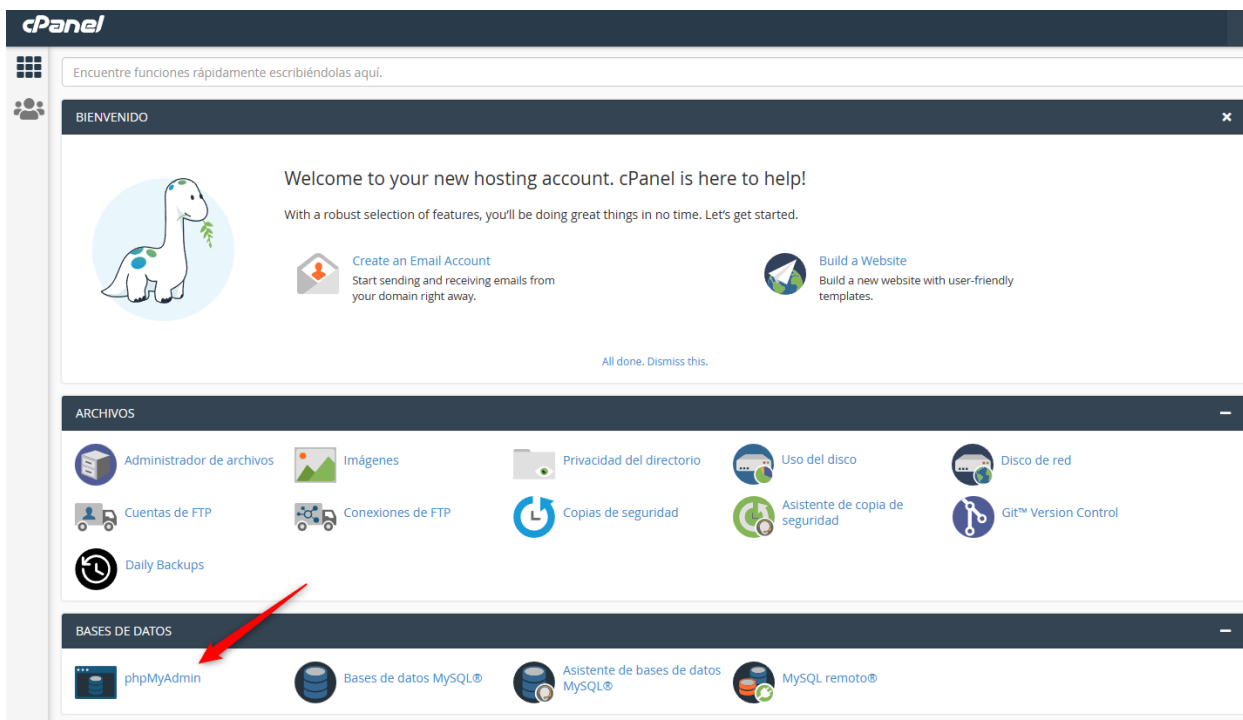 cPanel
Encuentre funciones rápidamente escribiéndolas aquí.
BIENVENIDO
Welcome to your new hosting account. cPanel is here to help!
With a robust selection of features, you'll be doing great things in no time. Let's get started.
Create an Email Account
Start sending and receiving emails from
your domain right away.
Build a Website
Build a new website with user-friendly
templates.
All done. Dismiss this.
ARCHIVOS
Administrador de archivos
Imágenes
Privacidad del directorio
Uso del disco
Disco de red
Cuentas de FTP
Conexiones de FTP
Copias de seguridad
Asistente de copia de
seguridad
Git™ Version Control
Daily Backups
BASES DE DATOS
phpMyAdmin
Bases de datos MySQL®
Asistente de bases de datos
MySQL®
MySQL remoto®